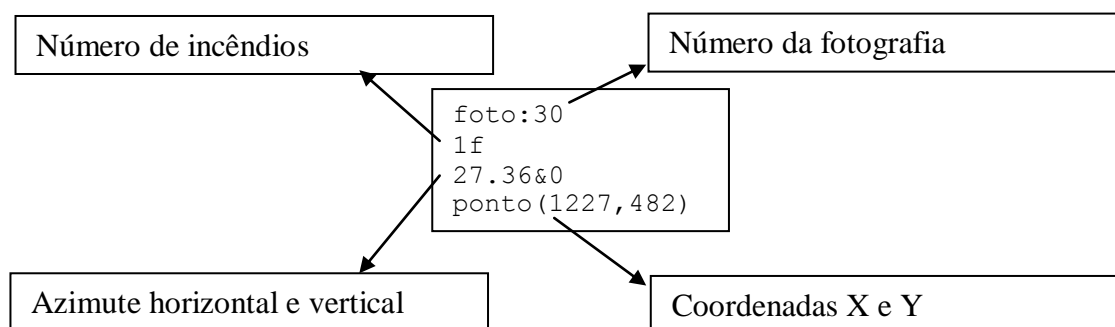 Número de incêndios
Número da fotografia
foto:30
1f
27.36&0
ponto(1227,482)
Azimute horizontal e vertical
Coordenadas X e Y